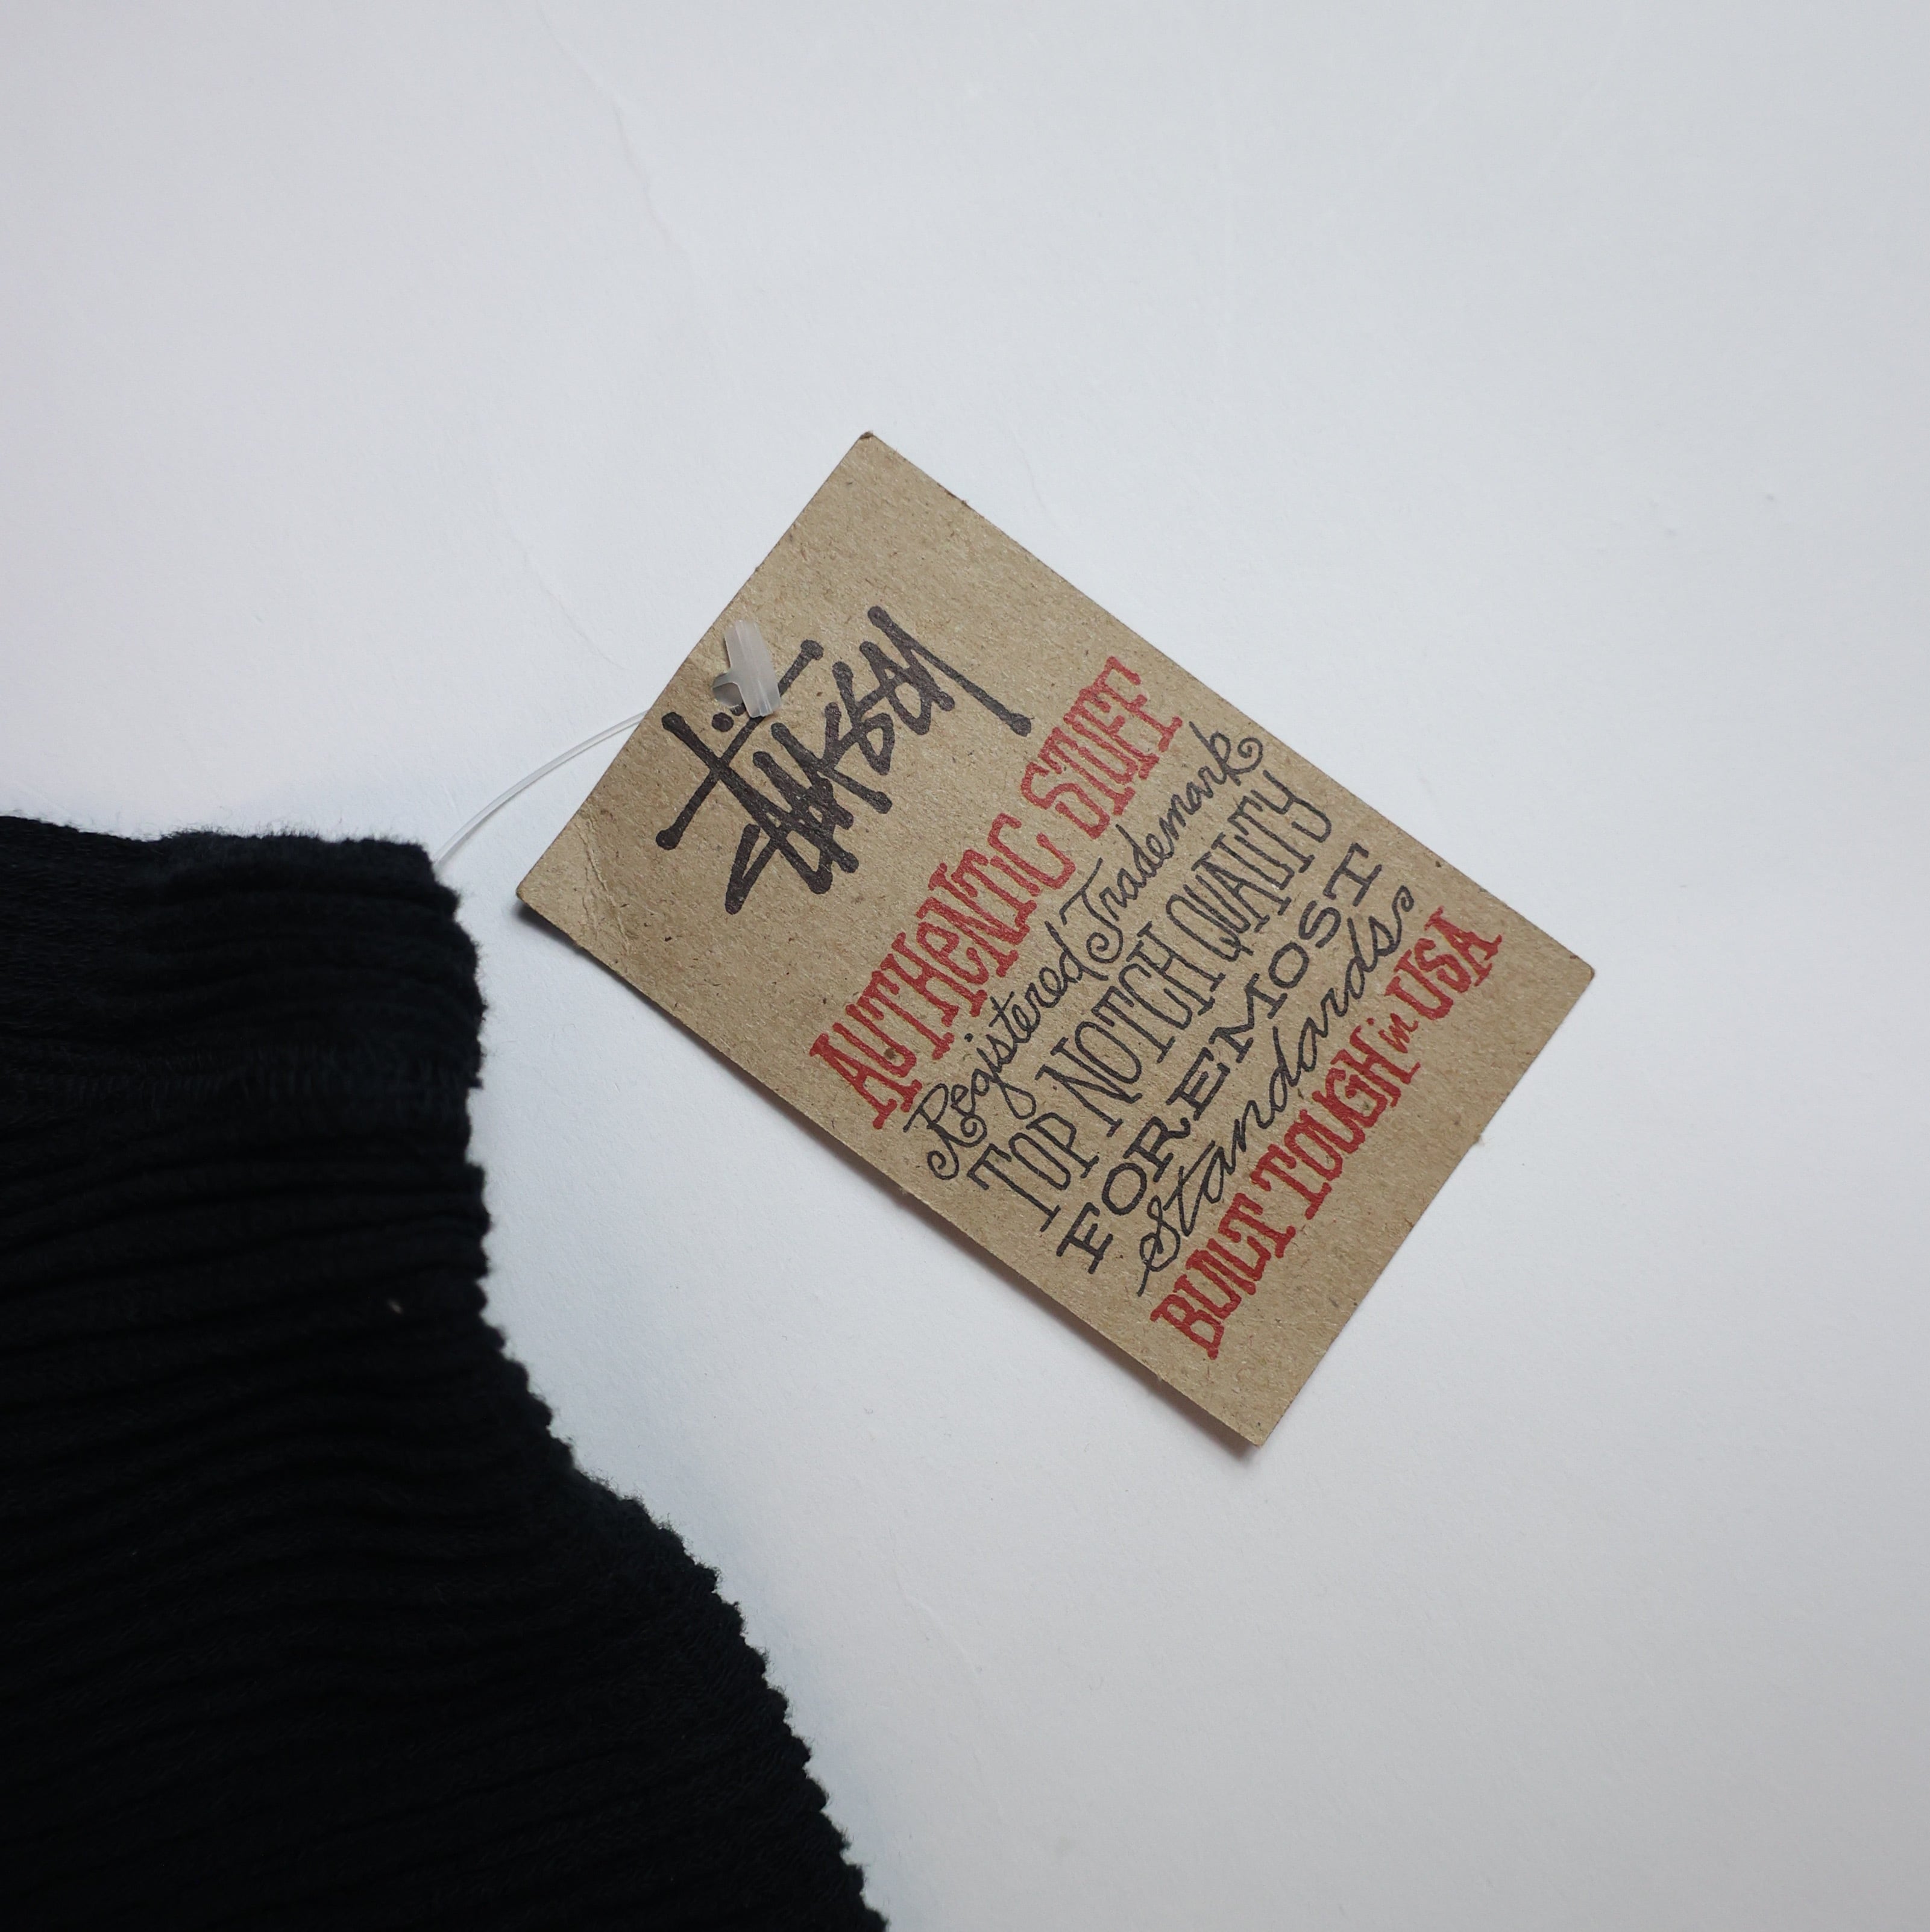 Stüssy
AUTHeNTIC STUFF
Registered Trademark
TOP NOTCH QUALITY
FOREMOST
Standards
BUILT TOUGH in USA